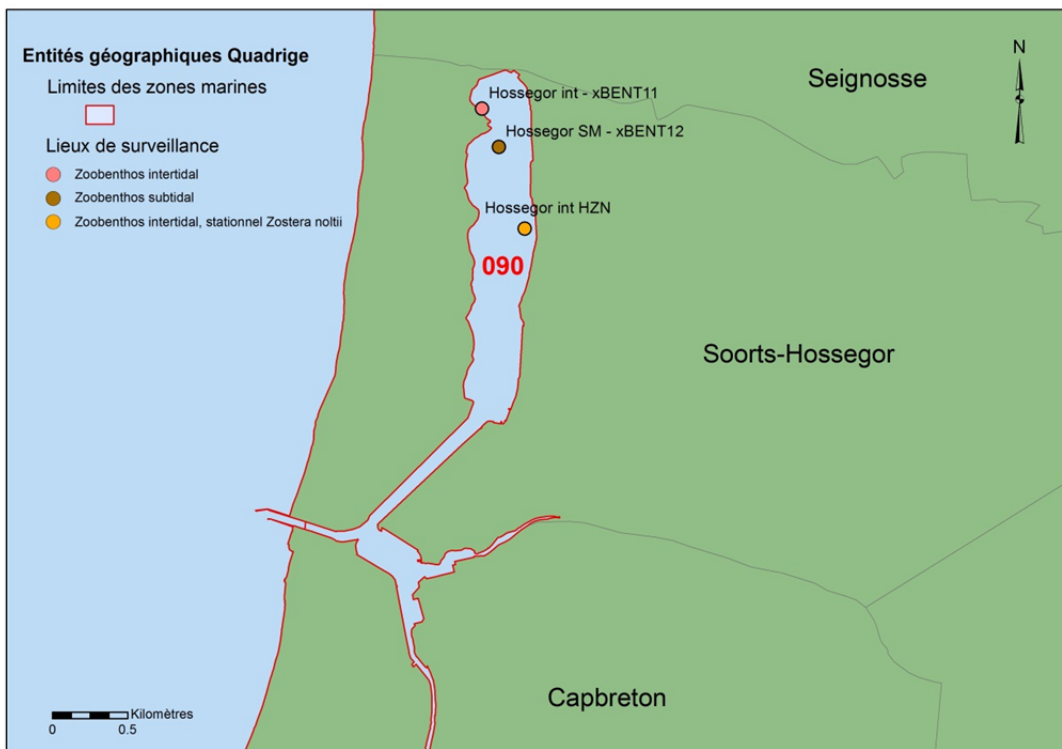 Entités géographiques Quadrige
Limites des zones marines
Lieux de surveillance
Zoobenthos intertidal
Zoobenthos subtidal
Zoobenthos intertidal, stationnel Zostera noltii
N
Seignosse
Hossegor int - xBENT11
Hossegor SM - xBENT12
Hossegor int HZN
090
Soorts-Hossegor
Capbreton
Kilomètres
0 0.5